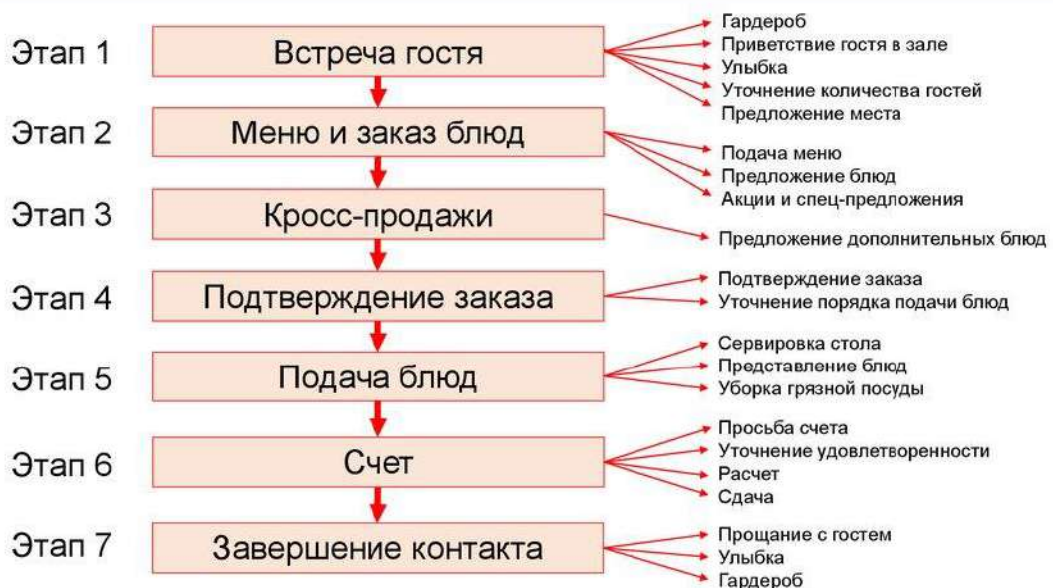 Этап 1
Встреча гостя
Гардероб
Приветствие гостя в зале
Улыбка
Уточнение количества гостей
Предложение места
Этап 2
Меню и заказ блюд
Подача меню
Предложение блюд
Акции и спец-предложения
Этап 3
Кросс-продажи
Предложение дополнительных блюд
Этап 4
Подтверждение заказа
Подтверждение заказа
Уточнение порядка подачи блюд
Этап 5
Подача блюд
Сервировка стола
Представление блюд
Уборка грязной посуды
Этап 6
Счет
Просьба счета
Уточнение удовлетворенности
Расчет
Сдача
Этап 7
Завершение контакта
Прощание с гостем
Улыбка
Гардероб